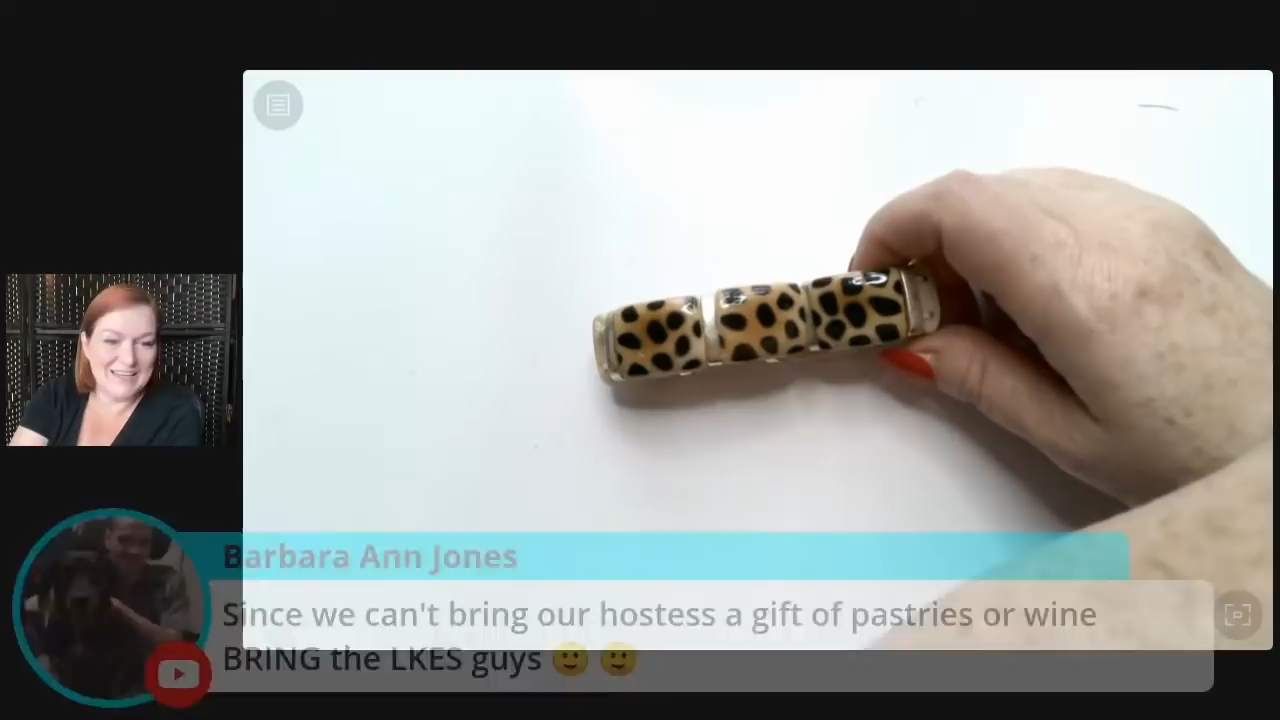 Barbara Ann Jones
Since we can't bring our hostess a gift of pastries or wine
BRING the LKES guys 🙂 🙂